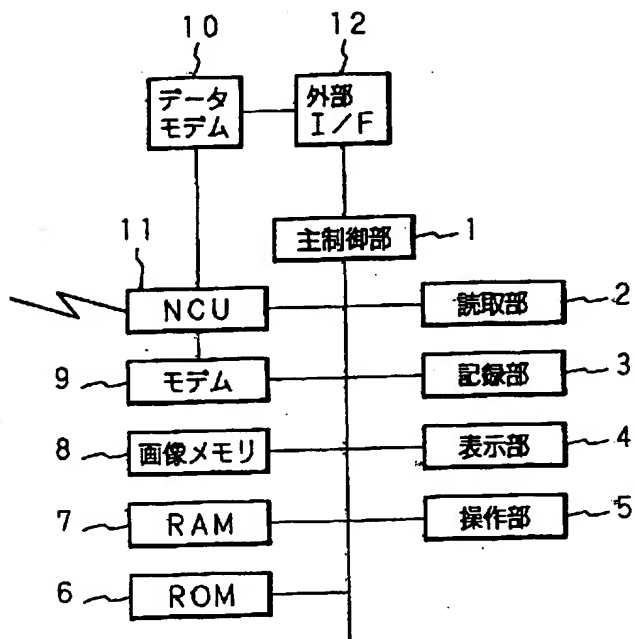 10
12
データ
モデム
外部
I/F
主制御部
1
11
NCU
読取部
2
9
モデム
記録部
3
8
画像メモリ
表示部
4
7
RAM
操作部
5
6
ROM